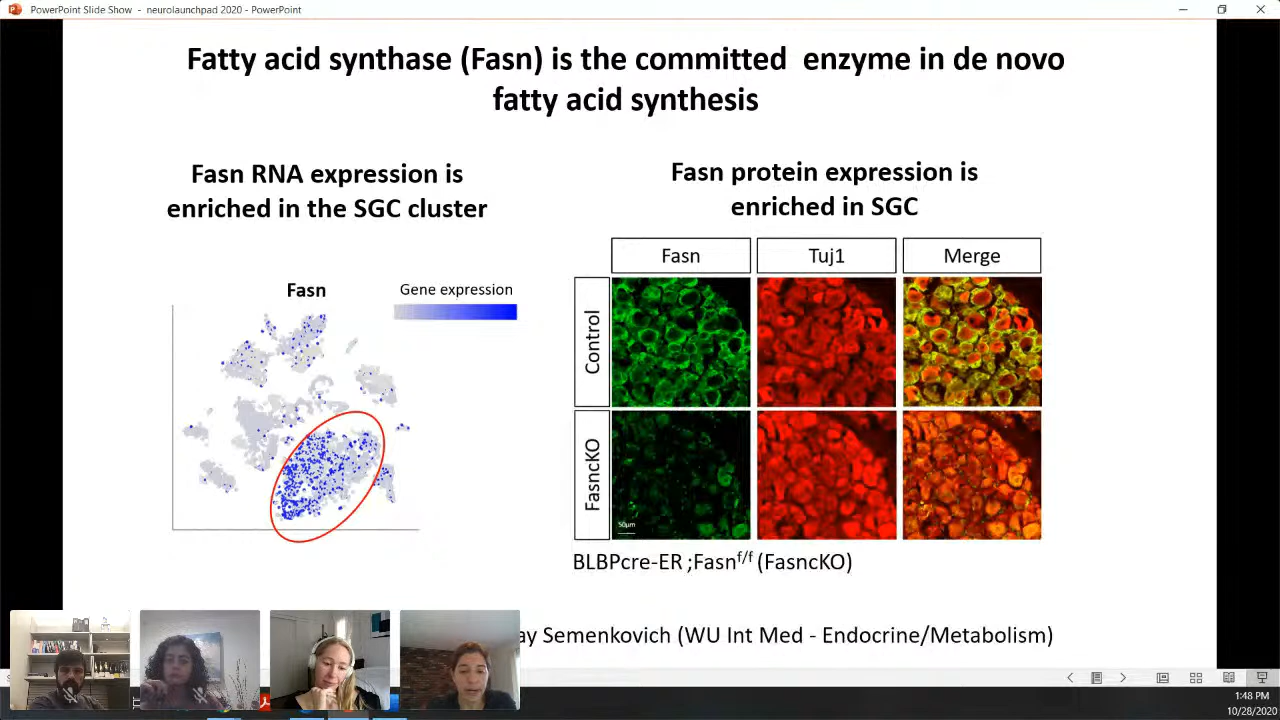 PowerPoint Slide Show - neurolaunchpad 2020 - PowerPoint
Fatty acid synthase (Fasn) is the committed enzyme in de novo
fatty acid synthesis
Fasn RNA expression is
enriched in the SGC cluster
Fasn
Gene expression
Fasn protein expression is
enriched in SGC
Fasn
Tuj1
Merge
Control
FasncKO
50µm
BLBPcre-ER ;Fasnf/f (FasncKO)
ay Semenkovich (WU Int Med - Endocrine/Metabolism)
1:48 PM
10/28/2020